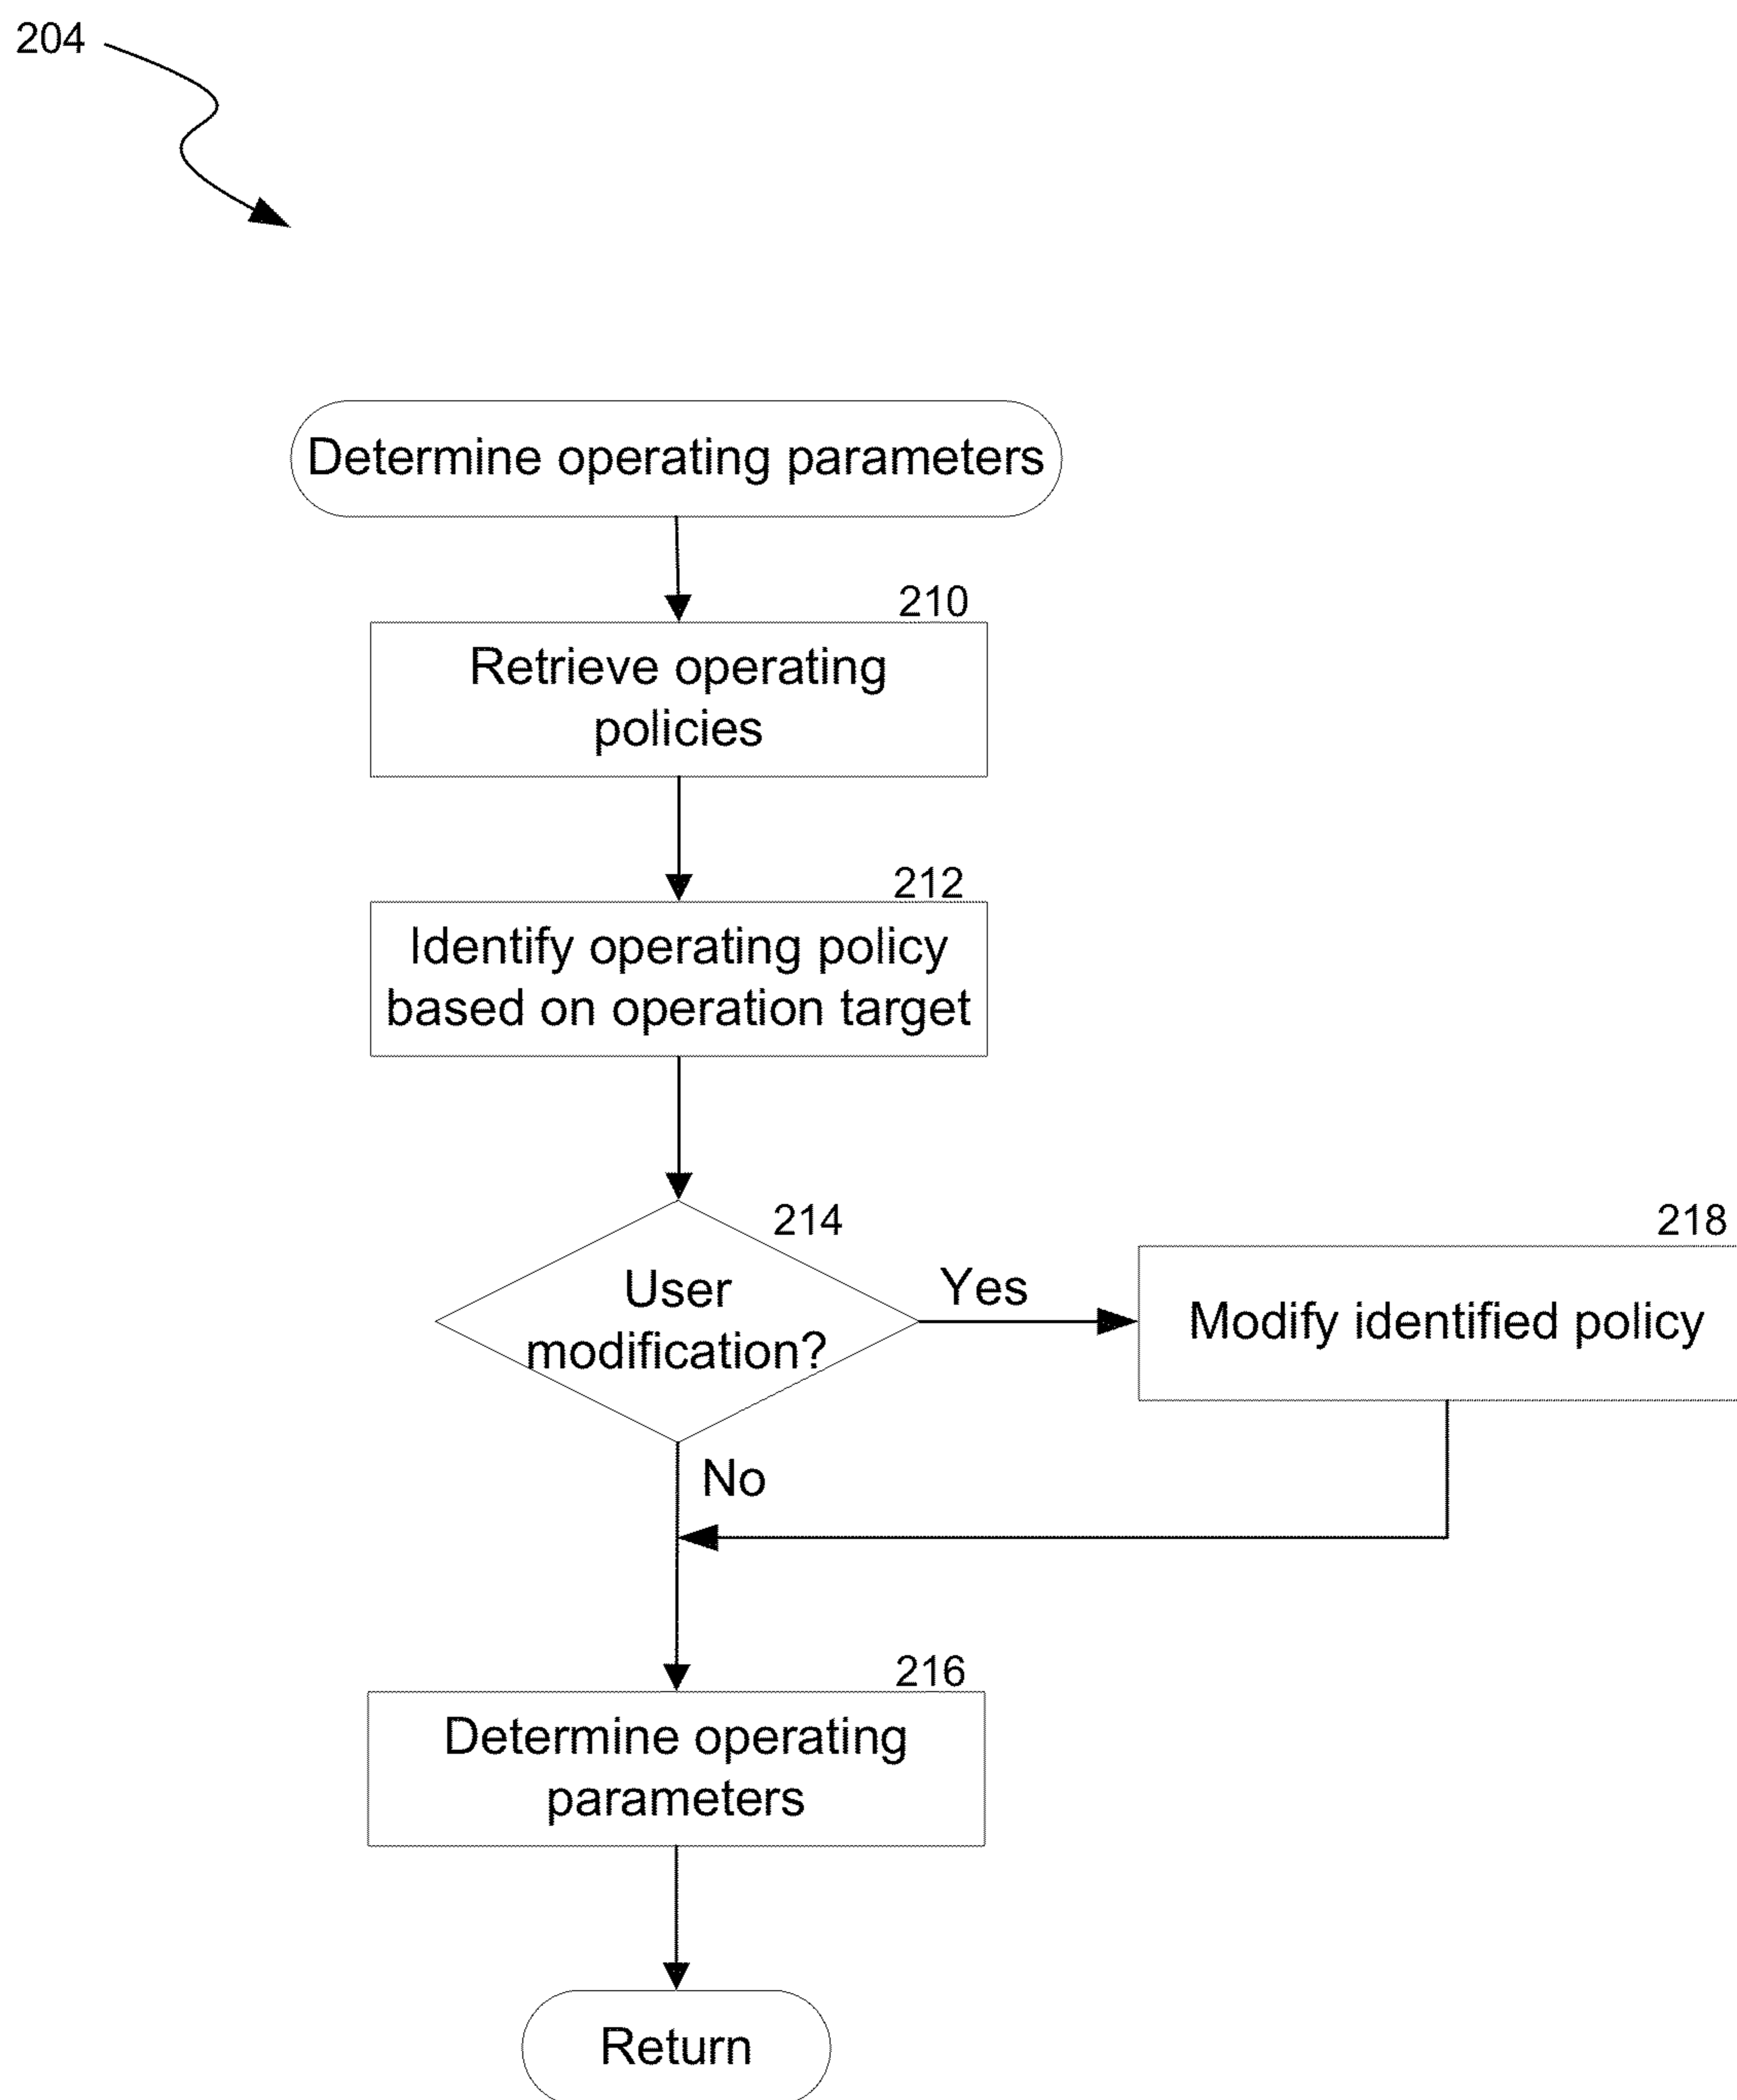 204
Determine operating parameters
210
Retrieve operating
policies
212
Identify operating policy
based on operation target
214
User
modification?
Yes
218
Modify identified policy
No
216
Determine operating
parameters
Return